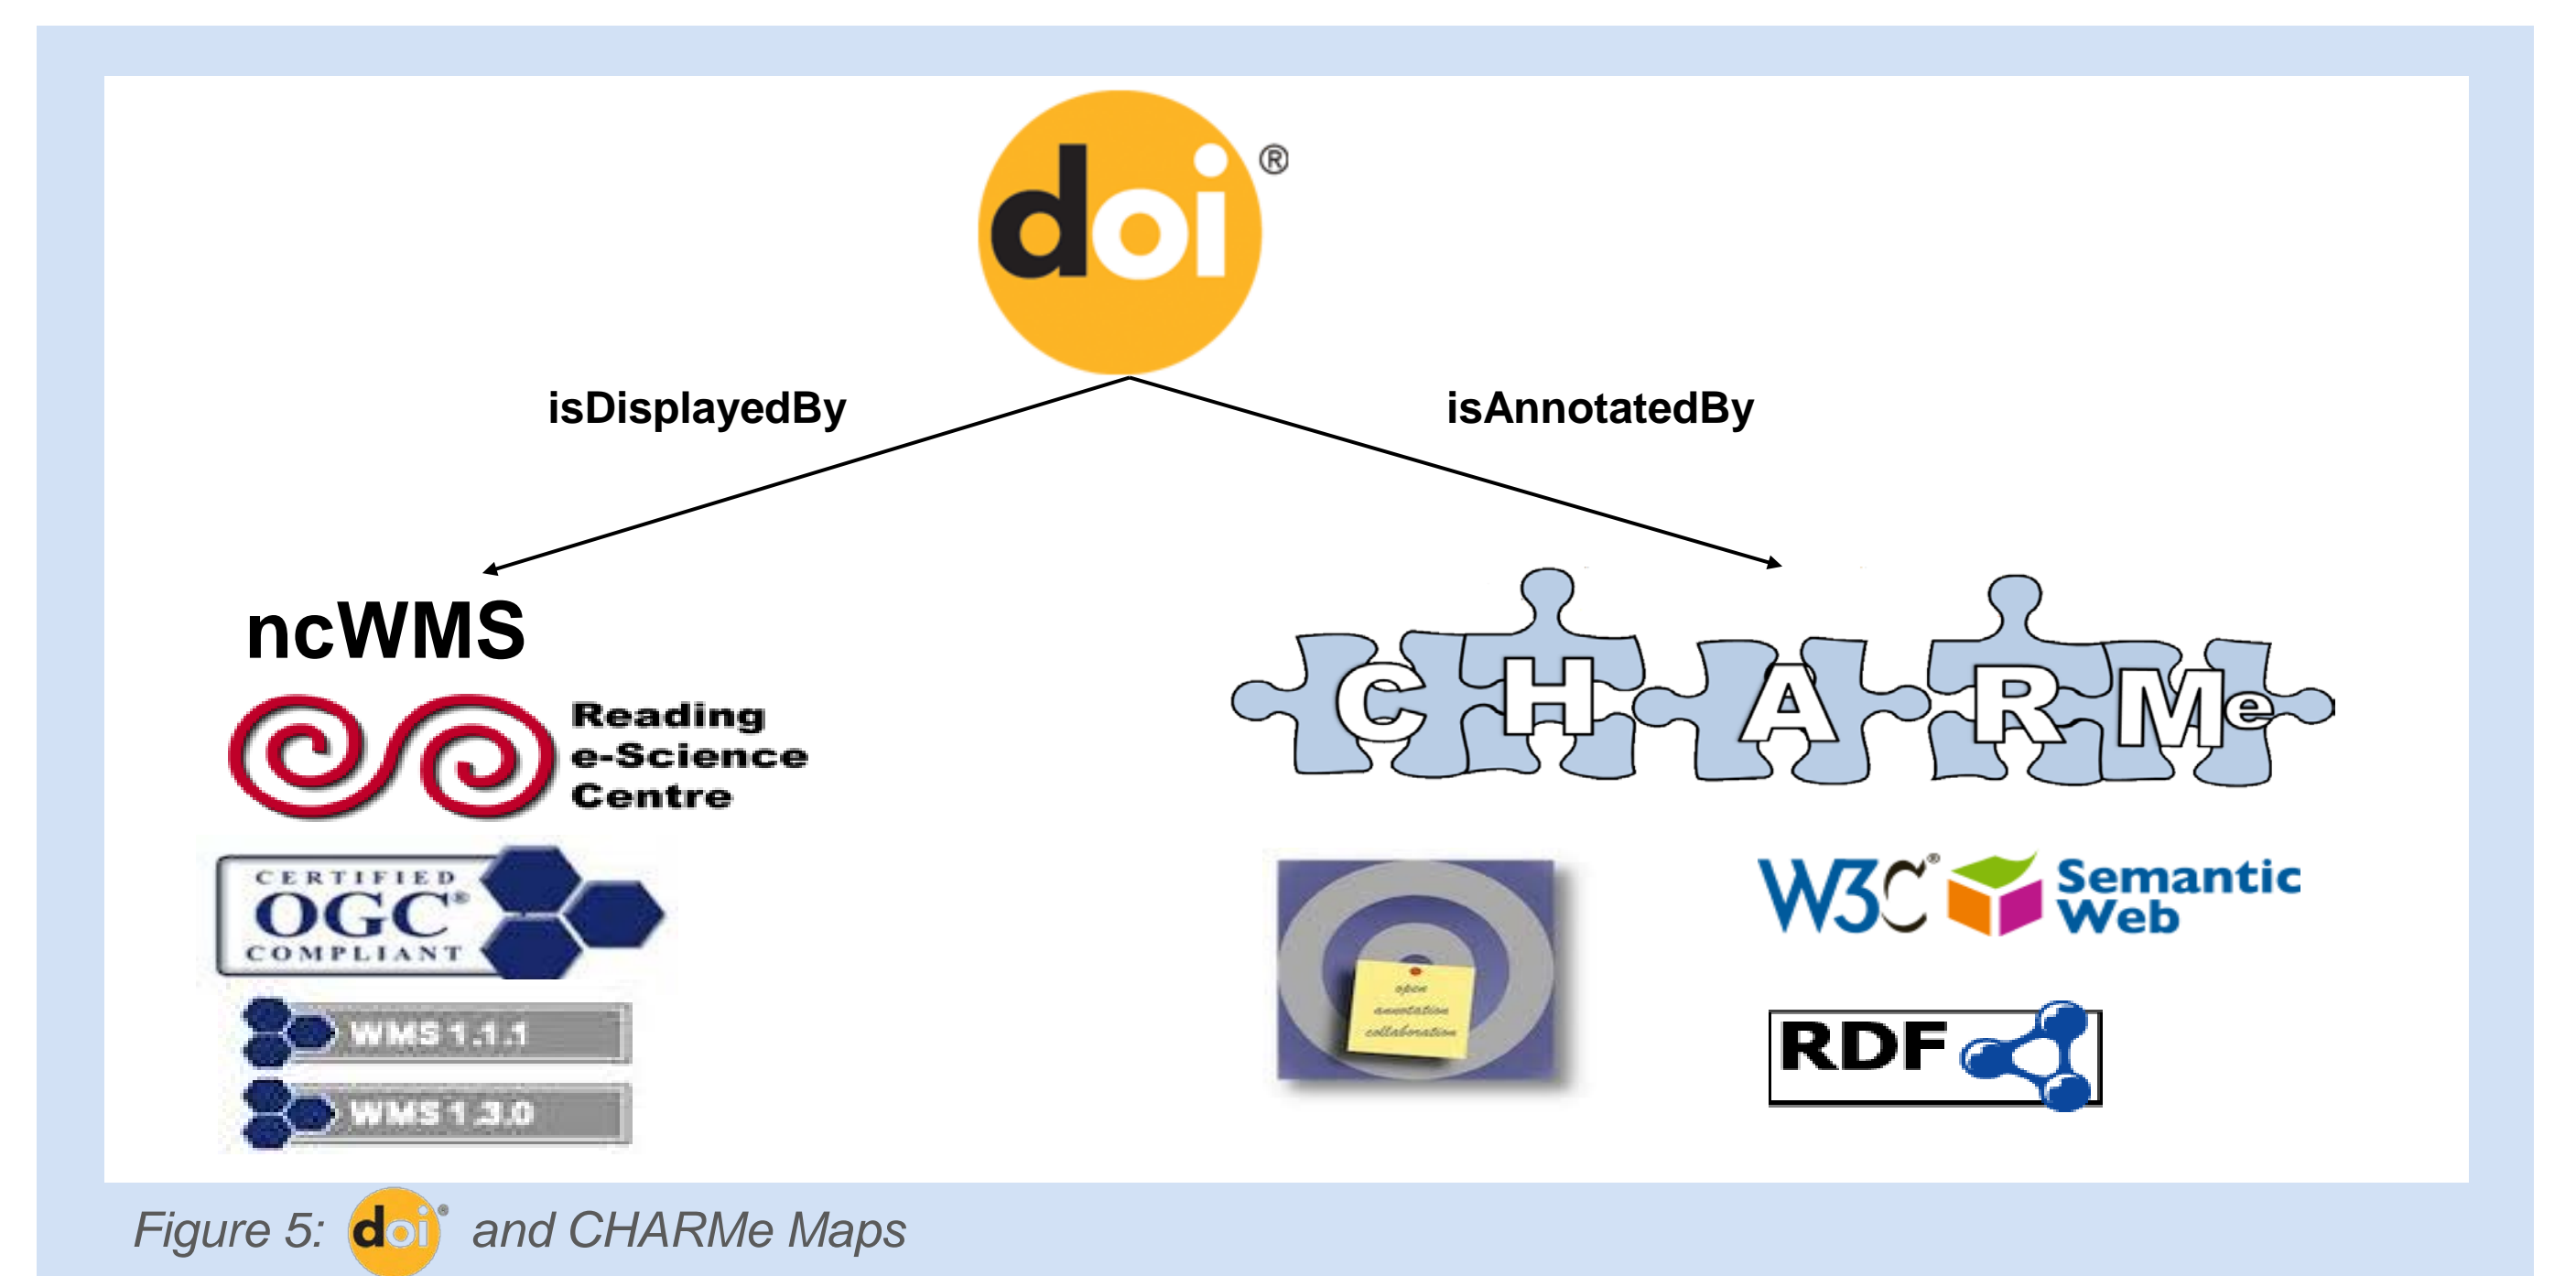 doi®
isDisplayedBy
isAnnotatedBy
ncWMS
Reading
e-Science
Centre
CERTIFIED
OGC®
COMPLIANT
WMS 1.1.1
WMS 1.3.0
CHARMe
open
annotation
collaboration
W3C® Semantic
Web
RDF
Figure 5: doi® and CHARMe Maps